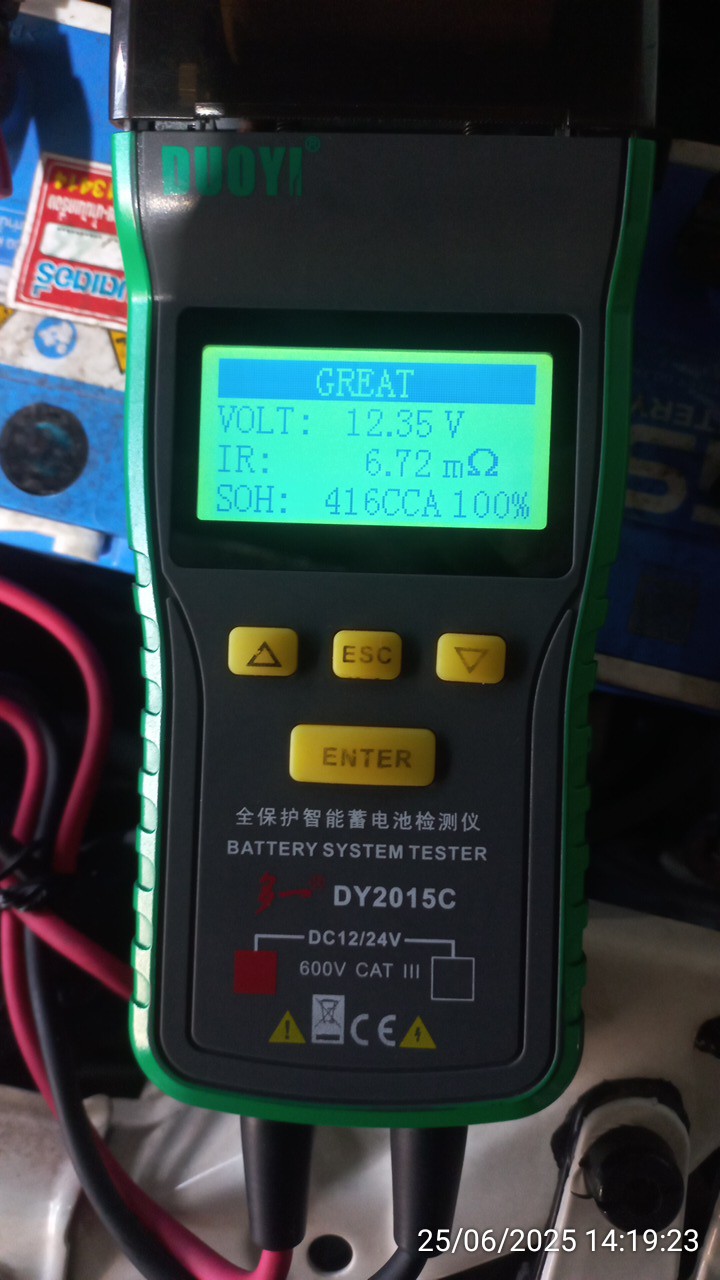 DUOYI®
GREAT
VOLT: 12.35 V
IR: 6.72 mΩ
SOH: 416CCA 100%
ESC
ENTER
全保护智能蓄电池检测仪
BATTERY SYSTEM TESTER
DY2015C
DC12/24V
600V CAT III
CE
25/06/2025 14:19:23